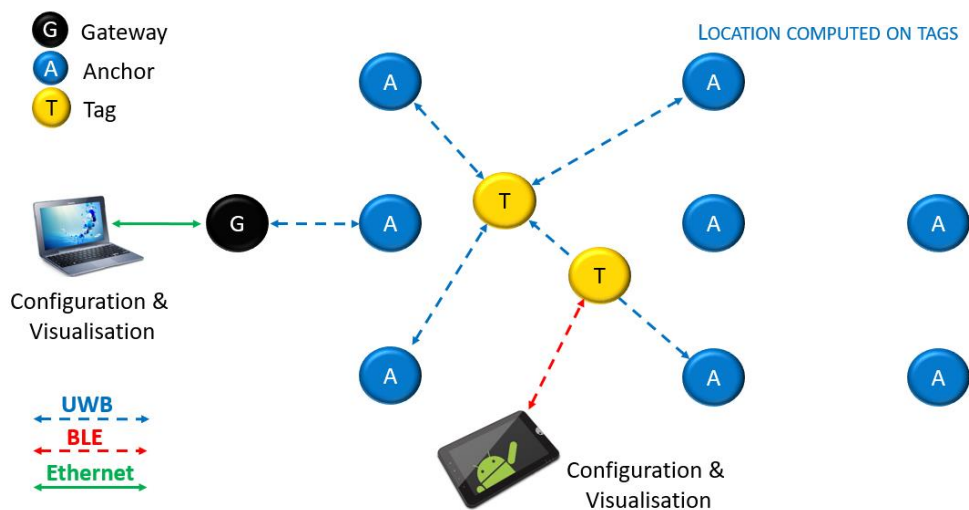 G Gateway
A Anchor
T Tag
LOCATION COMPUTED ON TAGS
A
A
T
G
A
A
A
T
Configuration &
Visualisation
A
A
A
UWB
BLE
Ethernet
Configuration &
Visualisation